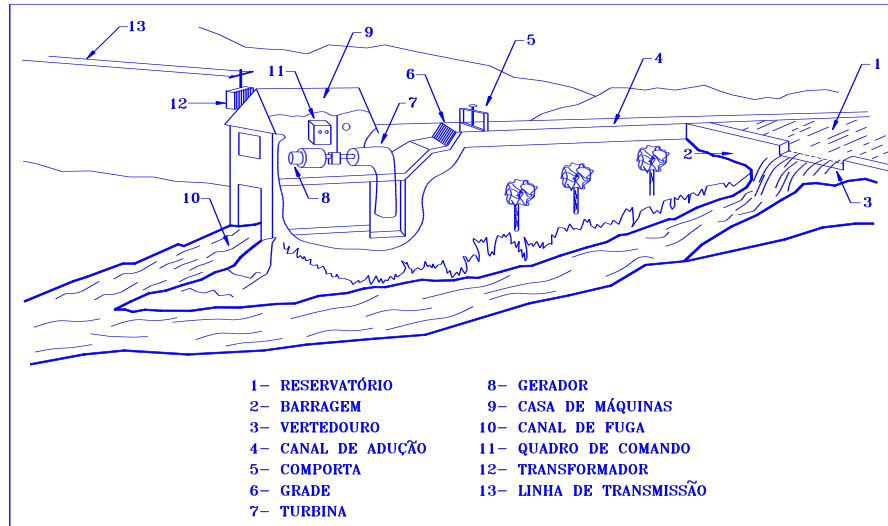 13
9
5
6
4
1
11
7
12
2
10
8
3
1- RESERVATÓRIO
2- BARRAGEM
3- VERTEDOURO
4- CANAL DE ADUÇÃO
5- COMPORTA
6- GRADE
7- TURBINA
8- GERADOR
9- CASA DE MÁQUINAS
10- CANAL DE FUGA
11- QUADRO DE COMANDO
12- TRANSFORMADOR
13- LINHA DE TRANSMISSÃO